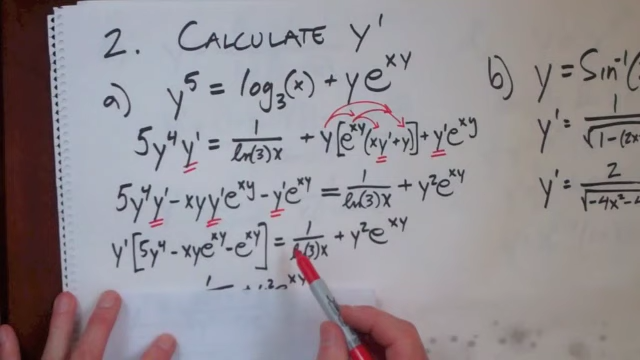 2. CALCULATE y'
a) y⁵ = log₃(x) + ye^xy
5y⁴y' = 1/(ln(3)x) + y[e^xy(xy'+y)] + y'e^xy
5y⁴y' - xyy'e^xy - y'e^xy = 1/(ln(3)x) + y²e^xy
y'[5y⁴ - xye^xy - e^xy] = 1/(ln(3)x) + y²e^xy
b) y = Sin⁻¹(
y' = 1/√1-(2x
y' = 2/√-4x²-4